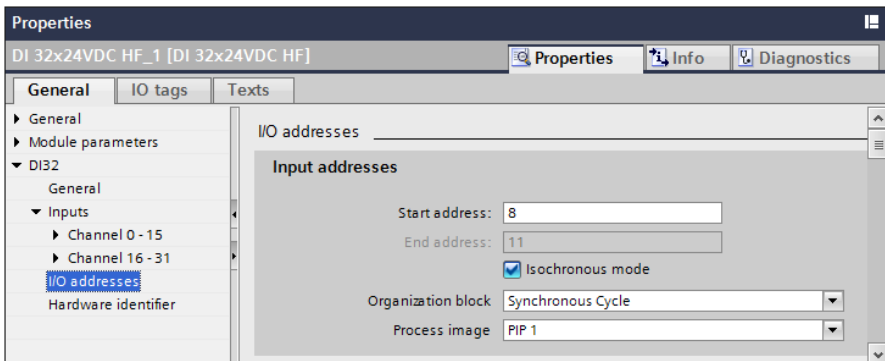 Properties
DI 32x24VDC HF_1 [DI 32x24VDC HF]
Properties
Info
Diagnostics
General
IO tags
Texts
General
Module parameters
DI32
General
Inputs
Channel 0 - 15
Channel 16 - 31
I/O addresses
Hardware identifier
I/O addresses
Input addresses
Start address: 8
End address: 11
Isochronous mode
Organization block Synchronous Cycle
Process image PIP 1